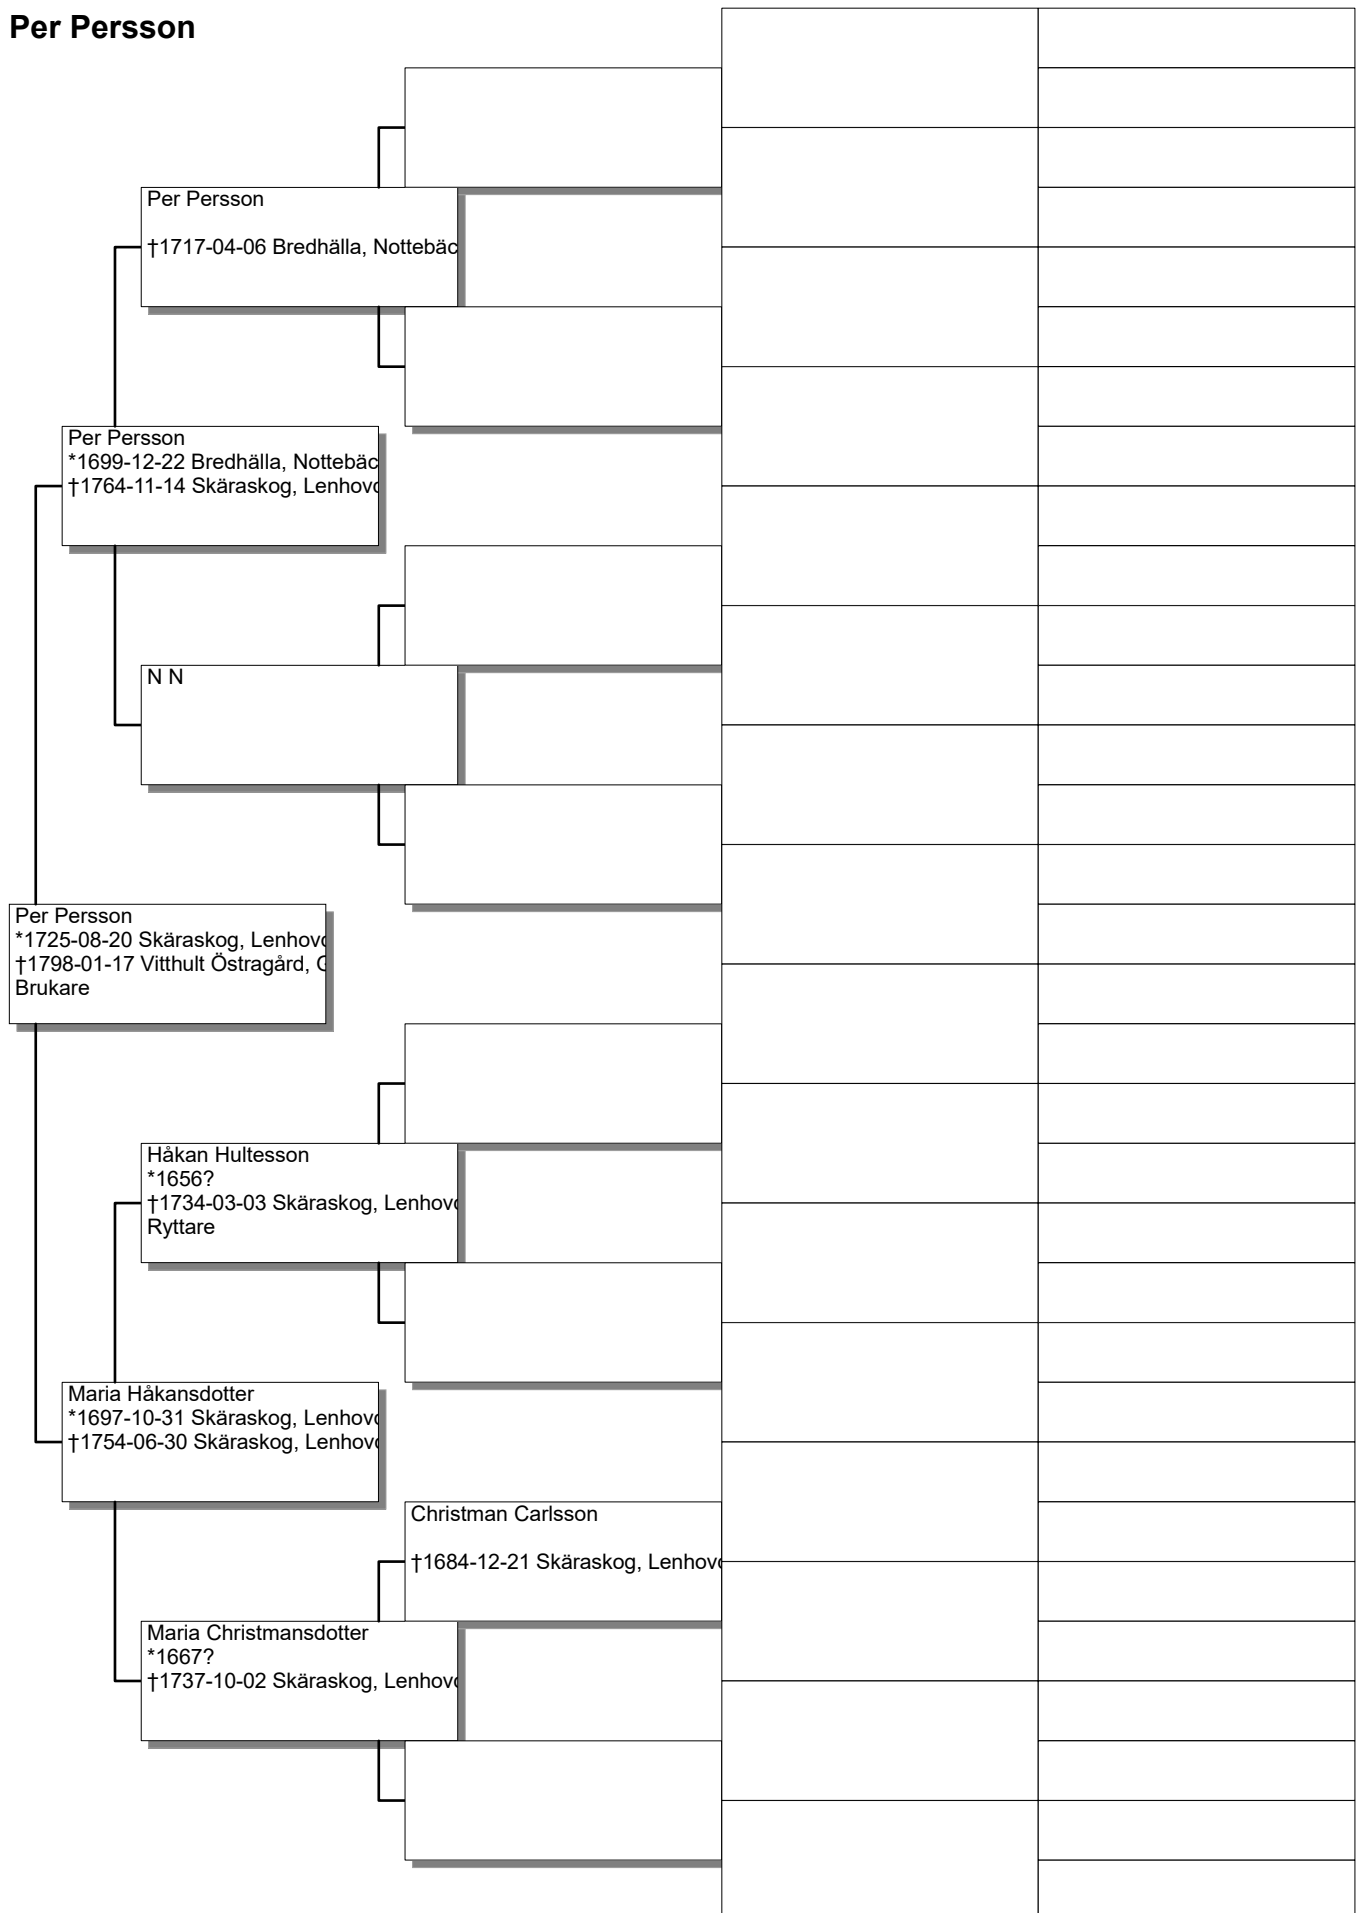 Per Persson
Per Persson
†1717-04-06 Bredhälla, Nottebäc
Per Persson
*1699-12-22 Bredhälla, Nottebäc
†1764-11-14 Skäraskog, Lenhov
N N
Per Persson
*1725-08-20 Skäraskog, Lenhov
†1798-01-17 Vitthult Östragård,
Brukare
Håkan Hultesson
*1656?
†1734-03-03 Skäraskog, Lenhov
Ryttare
Maria Håkansdotter
*1697-10-31 Skäraskog, Lenhov
†1754-06-30 Skäraskog, Lenhov
Christman Carlsson
†1684-12-21 Skäraskog, Lenhov
Maria Christmansdotter
*1667?
†1737-10-02 Skäraskog, Lenhov